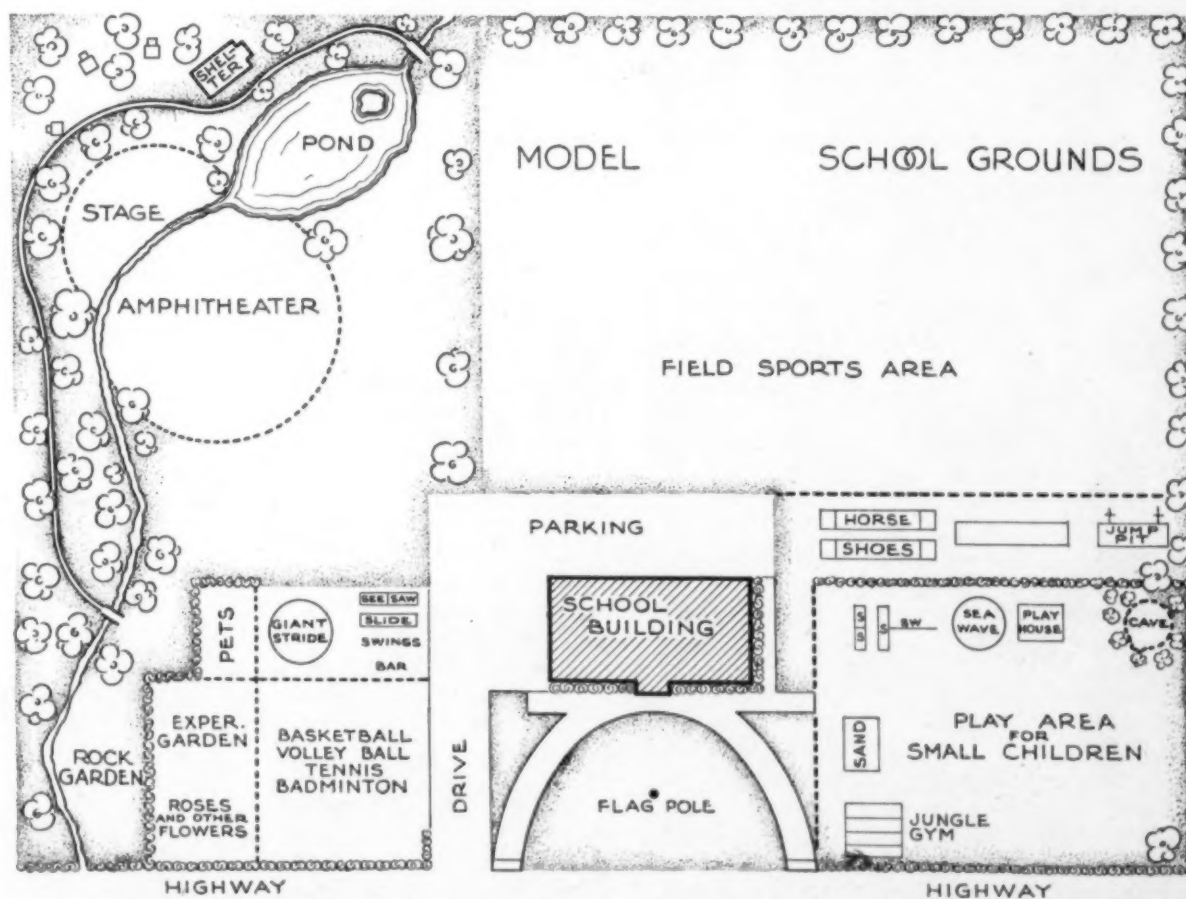 SHEL-
TER
POND
MODEL SCHOOL GROUNDS
STAGE
AMPHITHEATER
FIELD SPORTS AREA
PARKING
HORSE
SHOES
JUMP
PIT
PETS
GIANT
STRIDE
SEE SAW
SLIDE
SWINGS
BAR
SCHOOL
BUILDING
S
S
S
SW
SEA
WAVE
PLAY
HOUSE
CAVE
ROCK
GARDEN
EXPER.
GARDEN
ROSES
AND OTHER
FLOWERS
BASKETBALL
VOLLEY BALL
TENNIS
BADMINTON
DRIVE
FLAG POLE
SAND
PLAY AREA
FOR
SMALL CHILDREN
JUNGLE
GYM
HIGHWAY
HIGHWAY